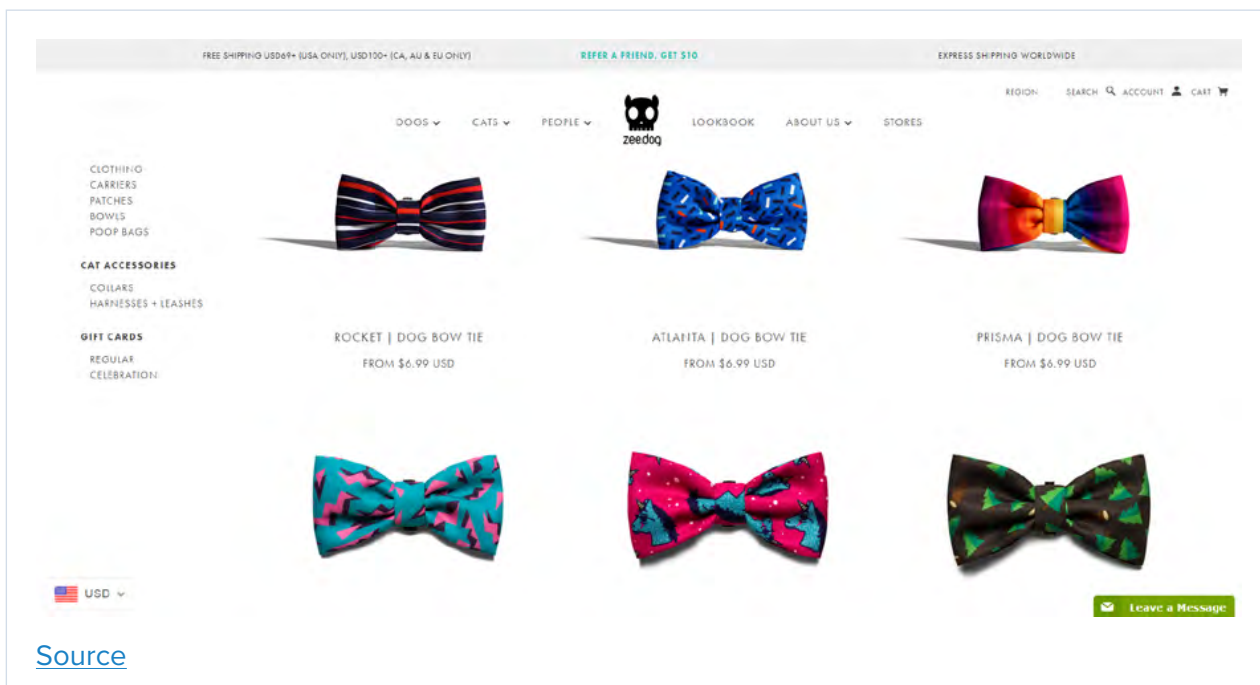 FREE SHIPPING USD69+ (USA ONLY), USD100+ (CA, AU & EU ONLY)
REFER A FRIEND, GET $10
EXPRESS SHIPPING WORLDWIDE
REGION
SEARCH
ACCOUNT
CART
DOGS
CATS
PEOPLE
zee.dog
LOOKBOOK
ABOUT US
STORES
CLOTHING
CARRIERS
PATCHES
BOWLS
POOP BAGS
CAT ACCESSORIES
COLLARS
HARNESSES + LEASHES
GIFT CARDS
REGULAR
CELEBRATION
ROCKET | DOG BOW TIE
FROM $6.99 USD
ATLANTA | DOG BOW TIE
FROM $6.99 USD
PRISMA | DOG BOW TIE
FROM $6.99 USD
USD
Leave a Message
Source